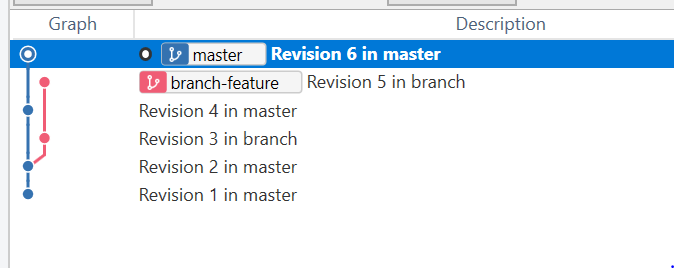 Graph Description
master Revision 6 in master
branch-feature Revision 5 in branch
Revision 4 in master
Revision 3 in branch
Revision 2 in master
Revision 1 in master